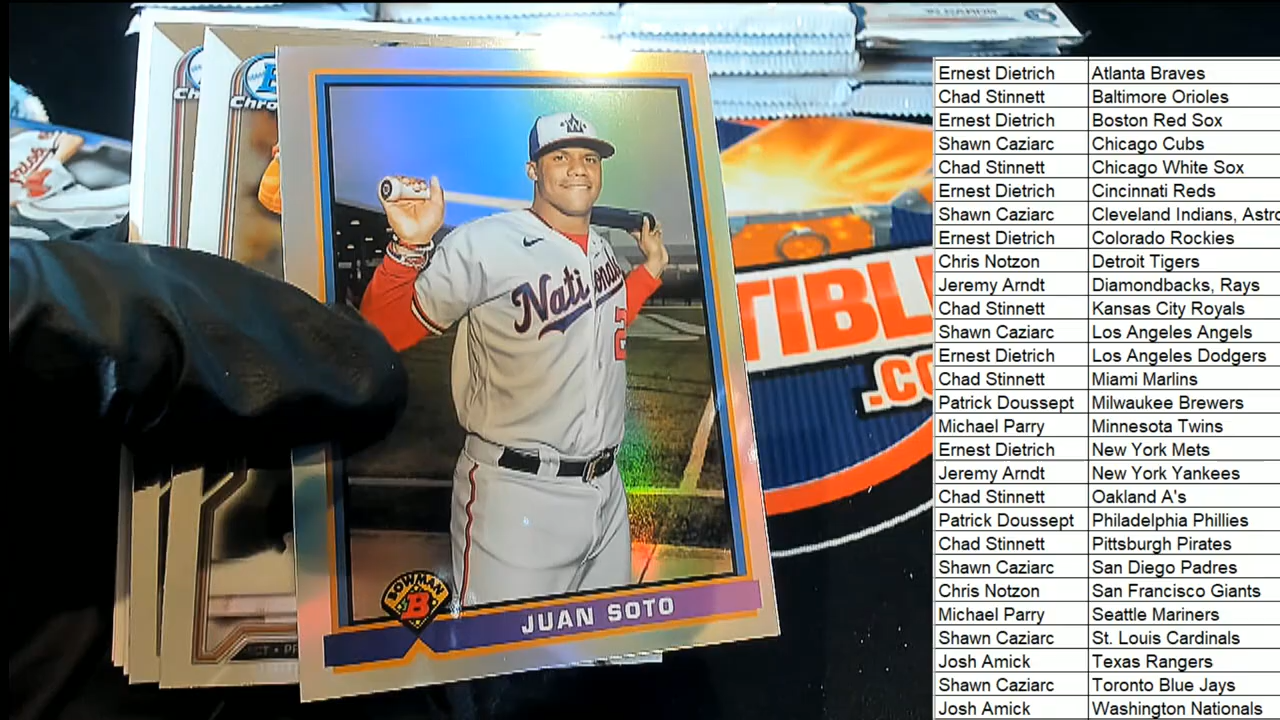 Chro
Nationals
2
BOWMAN
B
JUAN SOTO
TIBL
.CO
Ernest Dietrich Atlanta Braves
Chad Stinnett Baltimore Orioles
Ernest Dietrich Boston Red Sox
Shawn Caziarc Chicago Cubs
Chad Stinnett Chicago White Sox
Ernest Dietrich Cincinnati Reds
Shawn Caziarc Cleveland Indians, Astro
Ernest Dietrich Colorado Rockies
Chris Notzon Detroit Tigers
Jeremy Arndt Diamondbacks, Rays
Chad Stinnett Kansas City Royals
Shawn Caziarc Los Angeles Angels
Ernest Dietrich Los Angeles Dodgers
Chad Stinnett Miami Marlins
Patrick Doussept Milwaukee Brewers
Michael Parry Minnesota Twins
Ernest Dietrich New York Mets
Jeremy Arndt New York Yankees
Chad Stinnett Oakland A's
Patrick Doussept Philadelphia Phillies
Chad Stinnett Pittsburgh Pirates
Shawn Caziarc San Diego Padres
Chris Notzon San Francisco Giants
Michael Parry Seattle Mariners
Shawn Caziarc St. Louis Cardinals
Josh Amick Texas Rangers
Shawn Caziarc Toronto Blue Jays
Josh Amick Washington Nationals